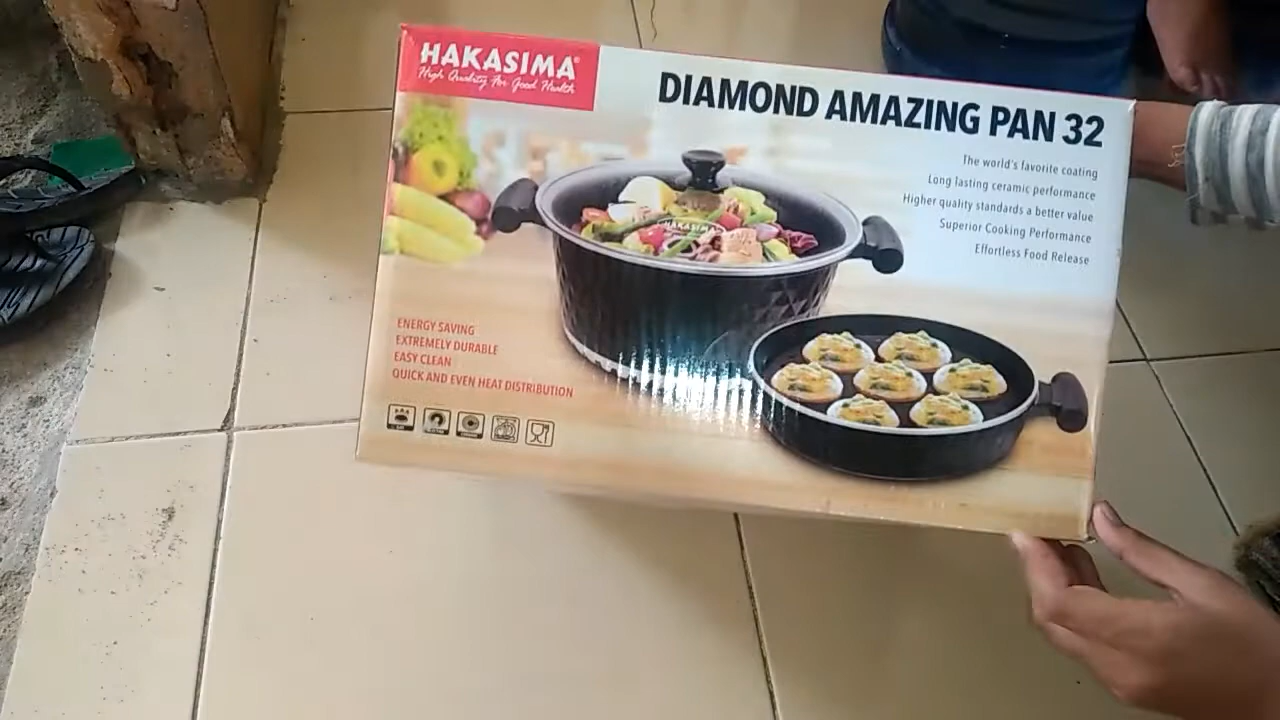 HAKASIMA®
High Quality For Good Health
DIAMOND AMAZING PAN 32
The world's favorite coating
Long lasting ceramic performance
Higher quality standards a better value
Superior Cooking Performance
Effortless Food Release
HAKASIMA
ENERGY SAVING
EXTREMELY DURABLE
EASY CLEAN
QUICK AND EVEN HEAT DISTRIBUTION